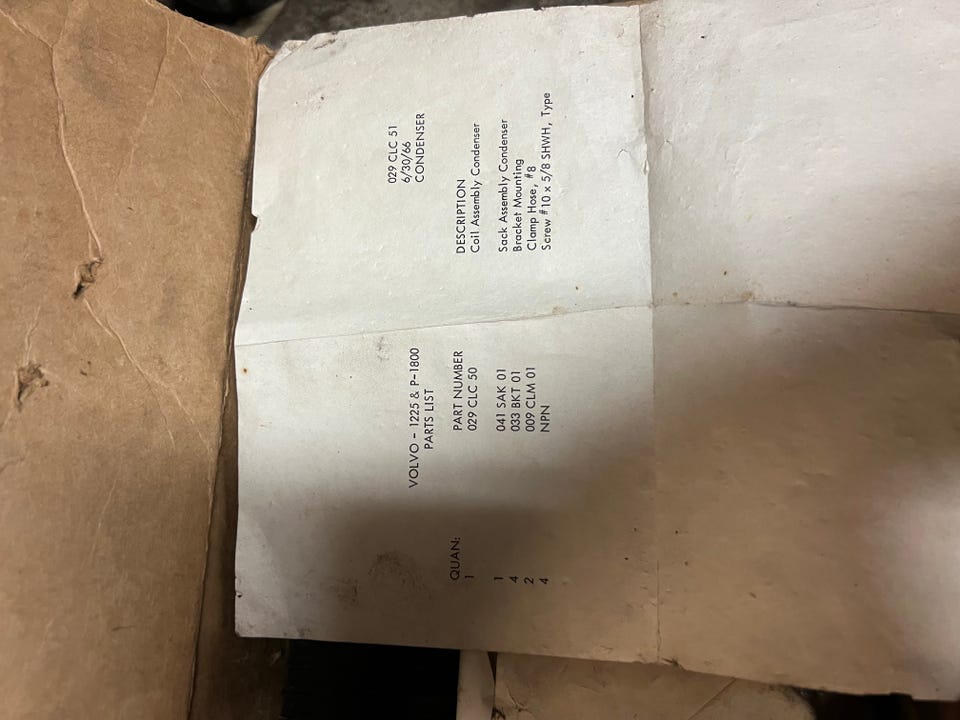 029 CLC 51
6/30/66
VOLVO - 1225 & P-1800 CONDENSER
PARTS LIST
QUAN: PART NUMBER DESCRIPTION
1 029 CLC 50 Coil Assembly Condenser
1 041 SAK 01 Sack Assembly Condenser
4 033 BKT 01 Bracket Mounting
2 009 CLM 01 Clamp Hose, #8
4 NPN Screw #10 x 5/8 SHWH, Type